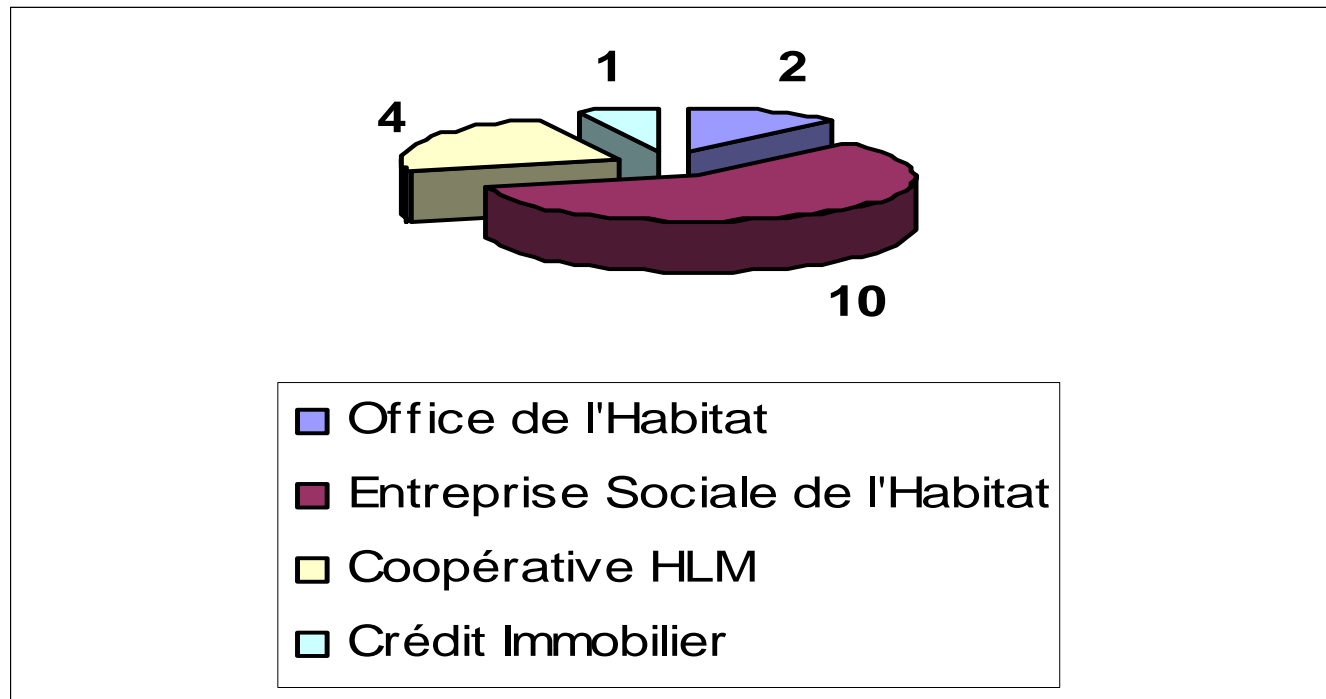 1
2
4
10
Office de l'Habitat
Entreprise Sociale de l'Habitat
Coopérative HLM
Crédit Immobilier